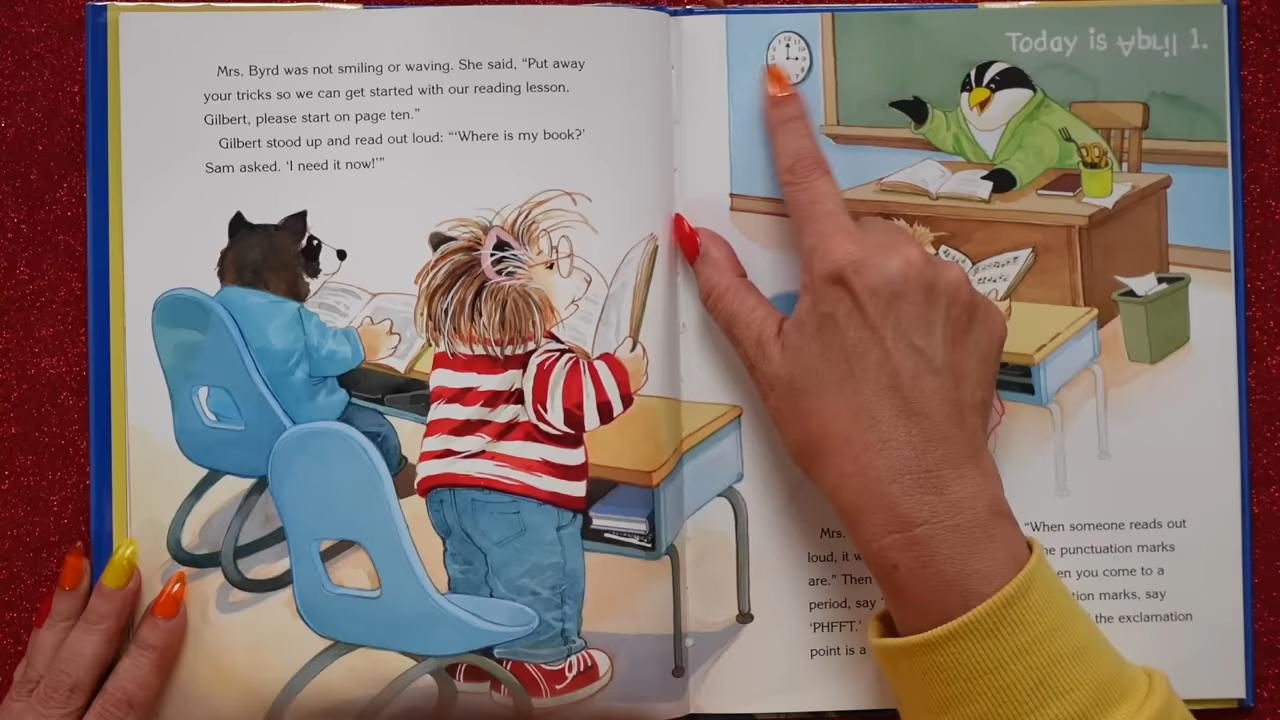 Mrs. Byrd was not smiling or waving. She said, “Put away
your tricks so we can get started with our reading lesson.
Gilbert, please start on page ten.”
Gilbert stood up and read out loud: “‘Where is my book?’
Sam asked. ‘I need it now!’”
Today is April 1.
Mrs. “When someone reads out
loud, it punctuation marks
are.” Then you come to a
period, say marks, say
‘PHFFT.’ the exclamation
point is a